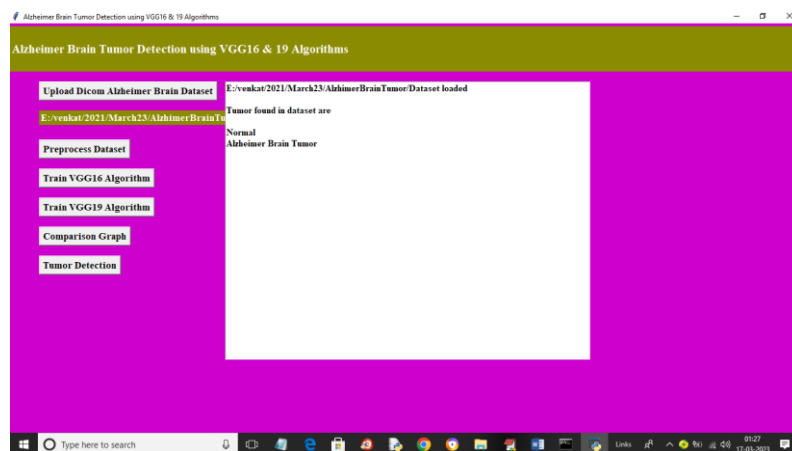 Alzheimer Brain Tumor Detection using VGG16 & 19 Algorithms
Alzheimer Brain Tumor Detection using VGG16 & 19 Algorithms
Upload Dicom Alzheimer Brain Dataset
E:/venkat/2021/March23/AlzhimerBrainTu
Preprocess Dataset
Train VGG16 Algorithm
Train VGG19 Algorithm
Comparison Graph
Tumor Detection
E:/venkat/2021/March23/AlzhimerBrainTumor/Dataset loaded
Tumor found in dataset are
Normal
Alzheimer Brain Tumor
Type here to search
Links
01:27
17-03-2023